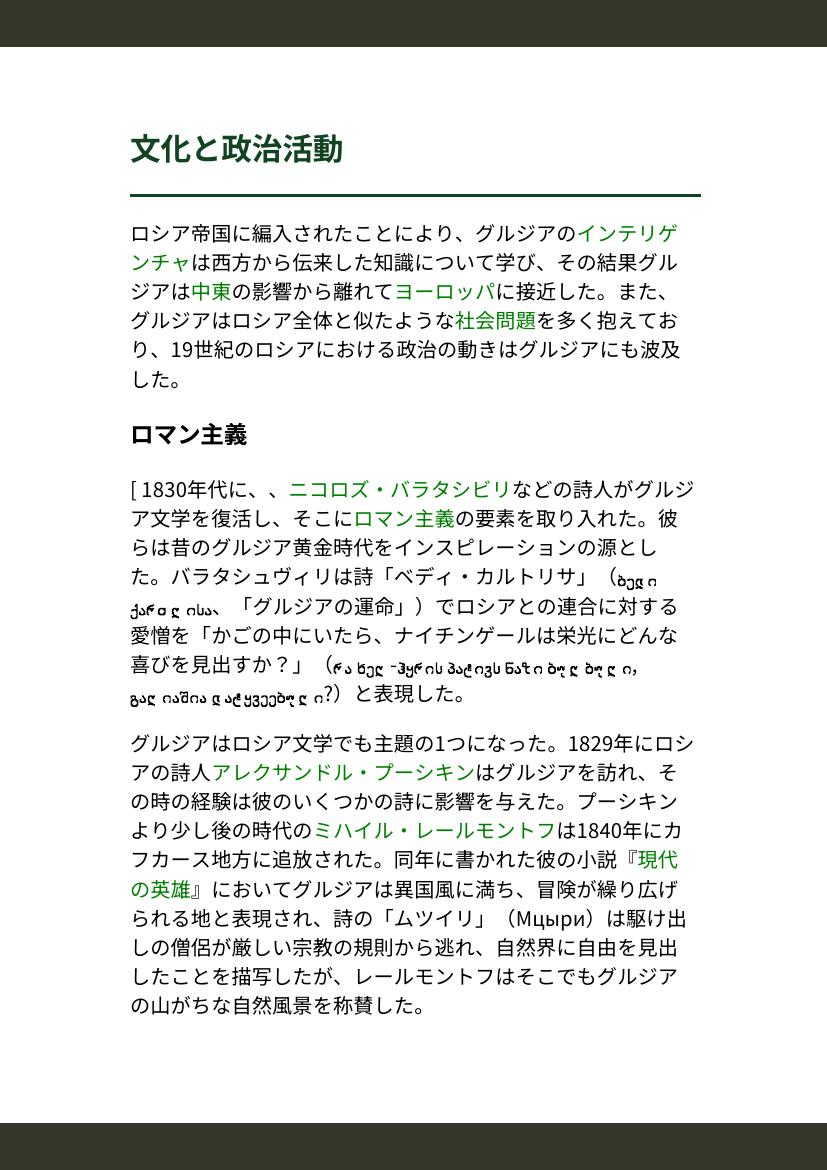 文化と政治活動
ロシア帝国に編入されたことにより、グルジアのインテリゲ
ンチャは西方から伝来した知識について学び、その結果グル
ジアは中東の影響から離れてヨーロッパに接近した。また、
グルジアはロシア全体と似たような社会問題を多く抱えてお
り、19世紀のロシアにおける政治の動きはグルジアにも波及
した。
ロマン主義
[ 1830年代に、、ニコロズ・バラタシビリなどの詩人がグルジ
ア文学を復活し、そこにロマン主義の要素を取り入れた。彼
らは昔のグルジア黄金時代をインスピレーションの源とし
た。バラタシュヴィリは詩「ベディ・カルトリサ」（ბედი
ქართლისა、「グルジアの運命」）でロシアとの連合に対する
愛憎を「かごの中にいたら、ナイチンゲールは栄光にどんな
喜びを見出すか？」（რა ხელ-ჰყრის პატივს ნაზი ბულბული,
გალიაშია დატყვეებული?）と表現した。
グルジアはロシア文学でも主題の1つになった。1829年にロシ
アの詩人アレクサンドル・プーシキンはグルジアを訪れ、そ
の時の経験は彼のいくつかの詩に影響を与えた。プーシキン
より少し後の時代のミハイル・レールモントフは1840年にカ
フカース地方に追放された。同年に書かれた彼の小説『現代
の英雄』においてグルジアは異国風に満ち、冒険が繰り広げ
られる地と表現され、詩の「ムツイリ」（Мцыри）は駆け出
しの僧侶が厳しい宗教の規則から逃れ、自然界に自由を見出
したことを描写したが、レールモントフはそこでもグルジア
の山がちな自然風景を称賛した。